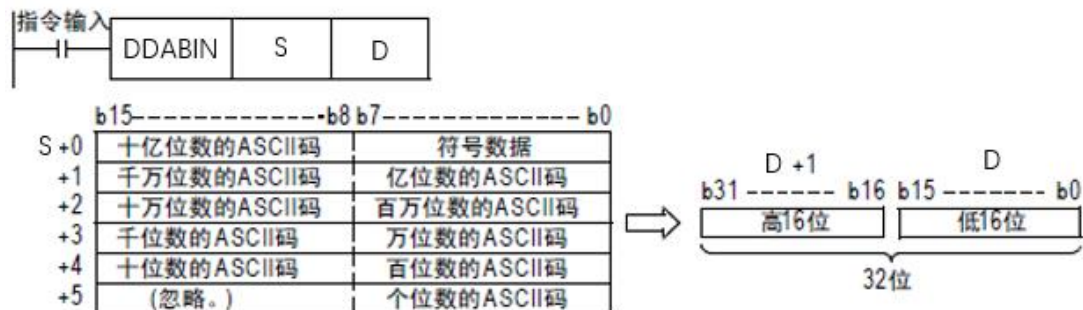 指令输入
DDABIN S D
b15-------------b8 b7-------------b0
S +0 十亿位数的ASCII码 符号数据
+1 千万位数的ASCII码 亿位数的ASCII码
+2 十万位数的ASCII码 百万位数的ASCII码
+3 千位数的ASCII码 万位数的ASCII码
+4 十位数的ASCII码 百位数的ASCII码
+5 (忽略。) 个位数的ASCII码
D +1 D
b31 ------- b16 b15 ------- b0
高16位 低16位
32位